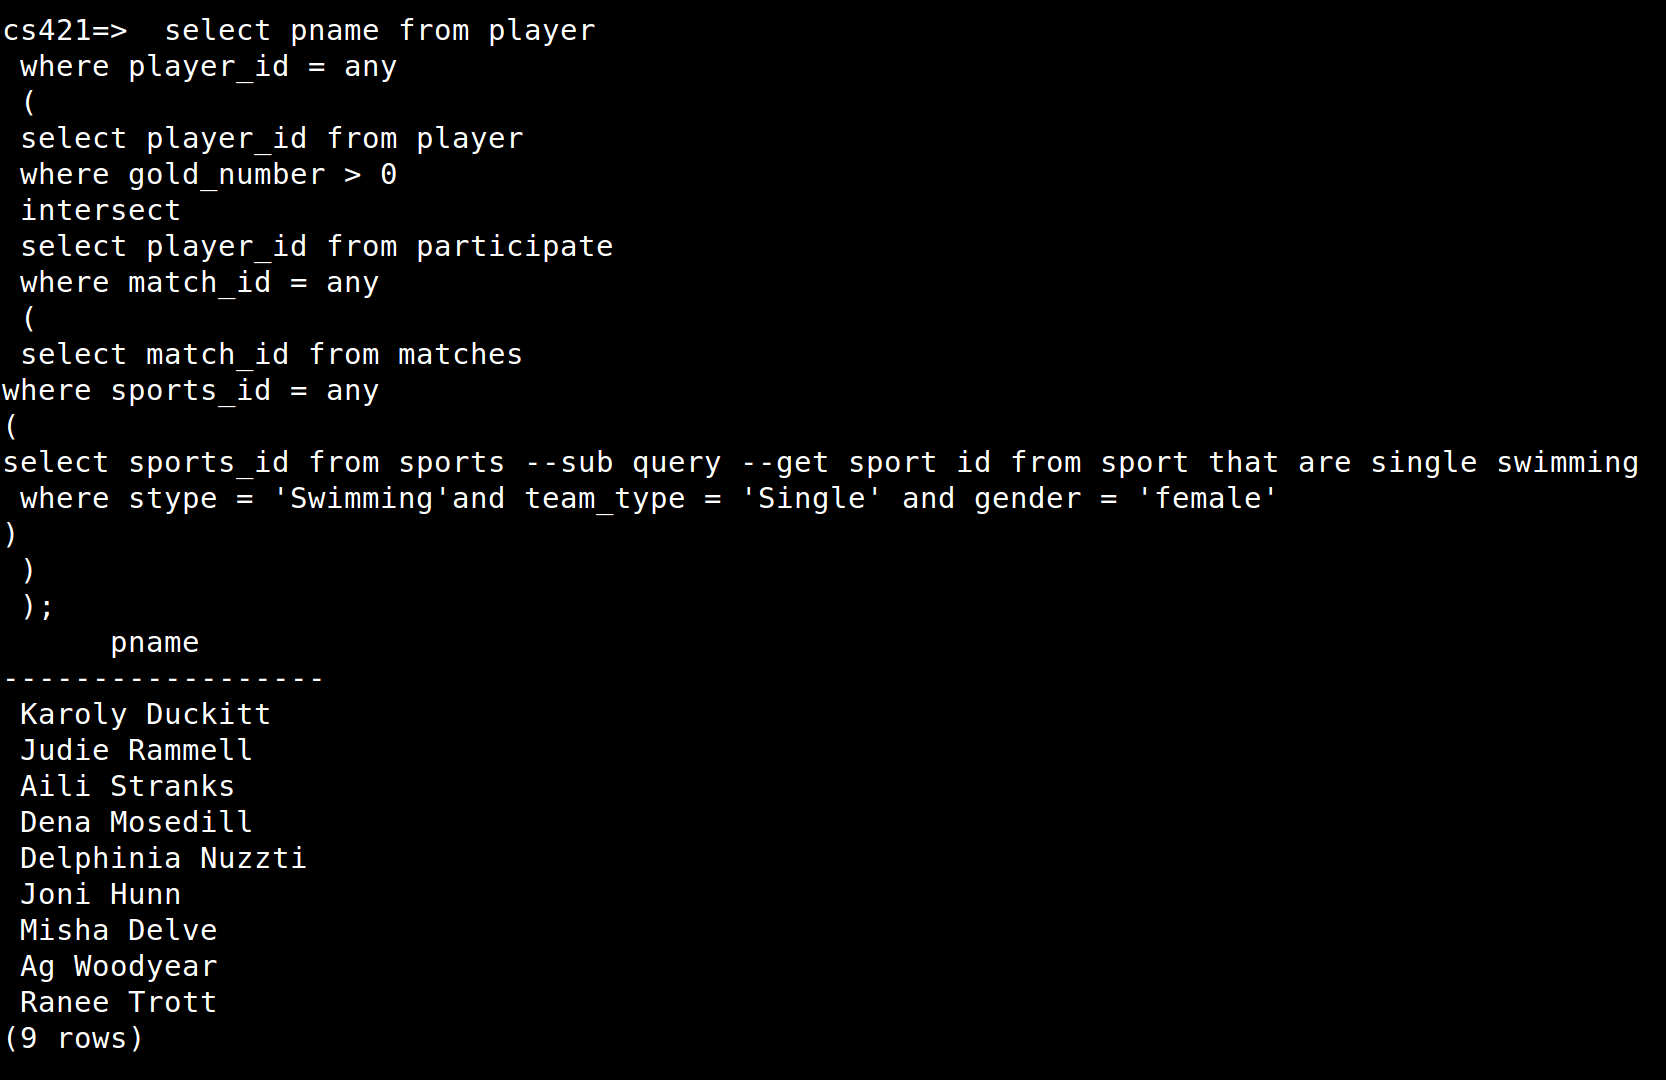 cs421=>  select pname from player
 where player_id = any
 (
 select player_id from player
 where gold_number > 0
 intersect
 select player_id from participate
 where match_id = any
 (
 select match_id from matches
where sports_id = any
(
select sports_id from sports --sub query --get sport id from sport that are single swimming
 where stype = 'Swimming'and team_type = 'Single' and gender = 'female'
)
 )
 );
      pname
------------------
 Karoly Duckitt
 Judie Rammell
 Aili Stranks
 Dena Mosedill
 Delphinia Nuzzti
 Joni Hunn
 Misha Delve
 Ag Woodyear
 Ranee Trott
(9 rows)